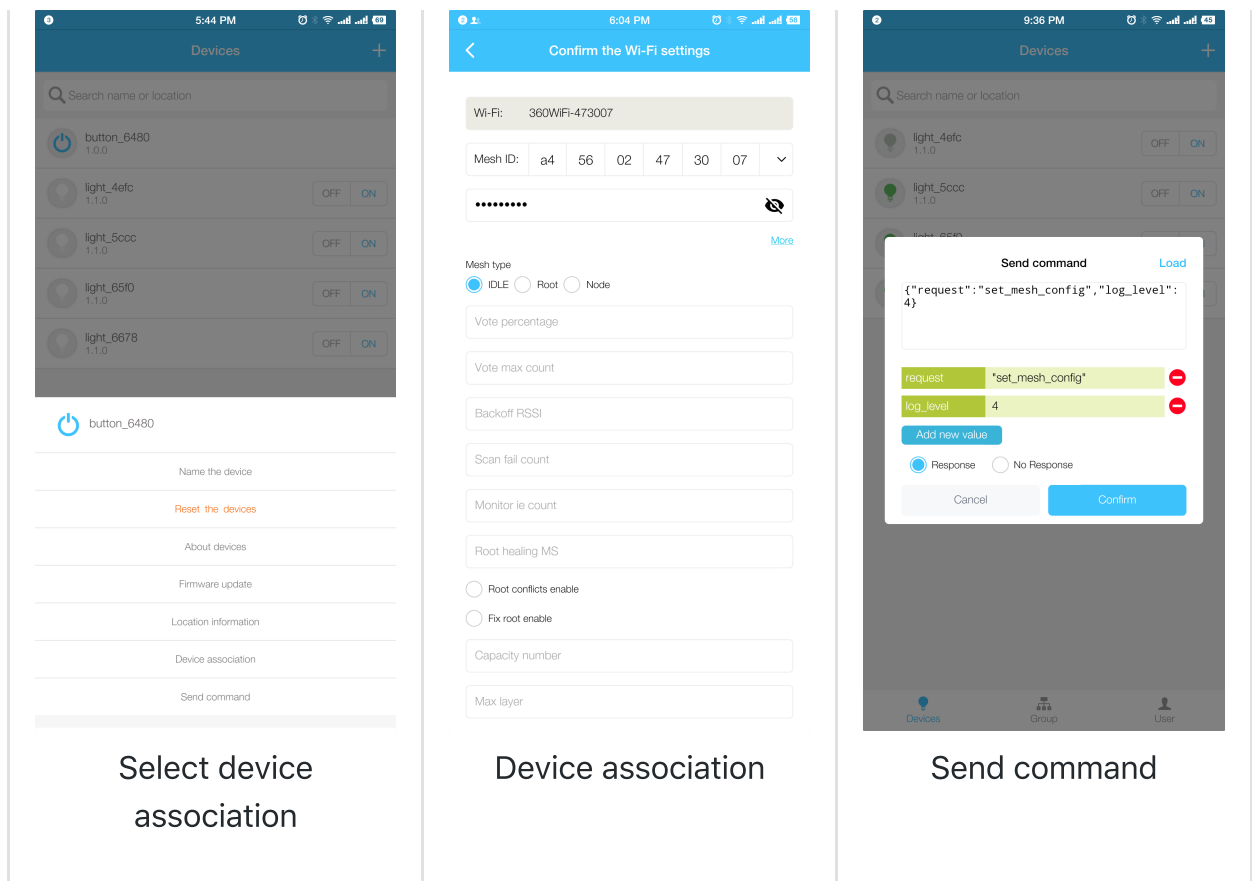 3 5:44 PM 69
Devices
Search name or location
button_6480
1.0.0
light_4efc
1.1.0
OFF ON
light_5ccc
1.1.0
OFF ON
light_65f0
1.1.0
OFF ON
light_6678
1.1.0
OFF ON
button_6480
Name the device
Reset the devices
About devices
Firmware update
Location information
Device association
Send command
Select device
association
2 6:04 PM 58
Confirm the Wi-Fi settings
Wi-Fi: 360WiFi-473007
Mesh ID: a4 56 02 47 30 07
•••••••••
More
Mesh type
IDLE Root Node
Vote percentage
Vote max count
Backoff RSSI
Scan fail count
Monitor ie count
Root healing MS
Root conflicts enable
Fix root enable
Capacity number
Max layer
Device association
2 9:36 PM 45
Devices
Search name or location
light_4efc
1.1.0
OFF ON
light_5ccc
1.1.0
OFF ON
light_65f0
Send command Load
{"request":"set_mesh_config","log_level":
4}
request "set_mesh_config"
log_level 4
Add new value
Response No Response
Cancel Confirm
Devices Group User
Send command